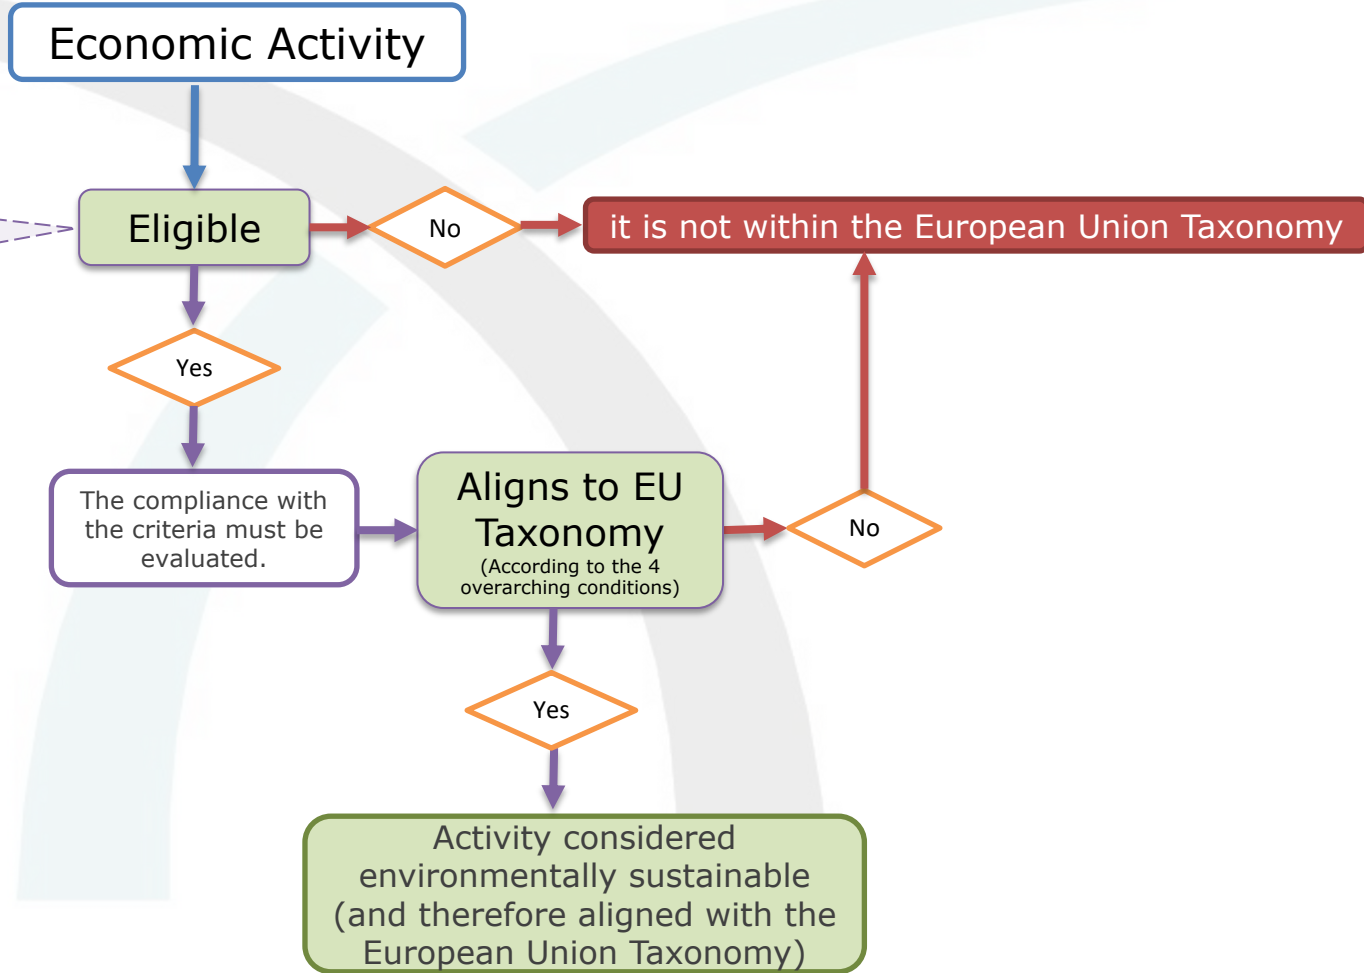 Economic Activity
Eligible
No
it is not within the European Union Taxonomy
Yes
The compliance with
the criteria must be
evaluated.
Aligns to EU
Taxonomy
(According to the 4
overarching conditions)
No
Yes
Activity considered
environmentally sustainable
(and therefore aligned with the
European Union Taxonomy)